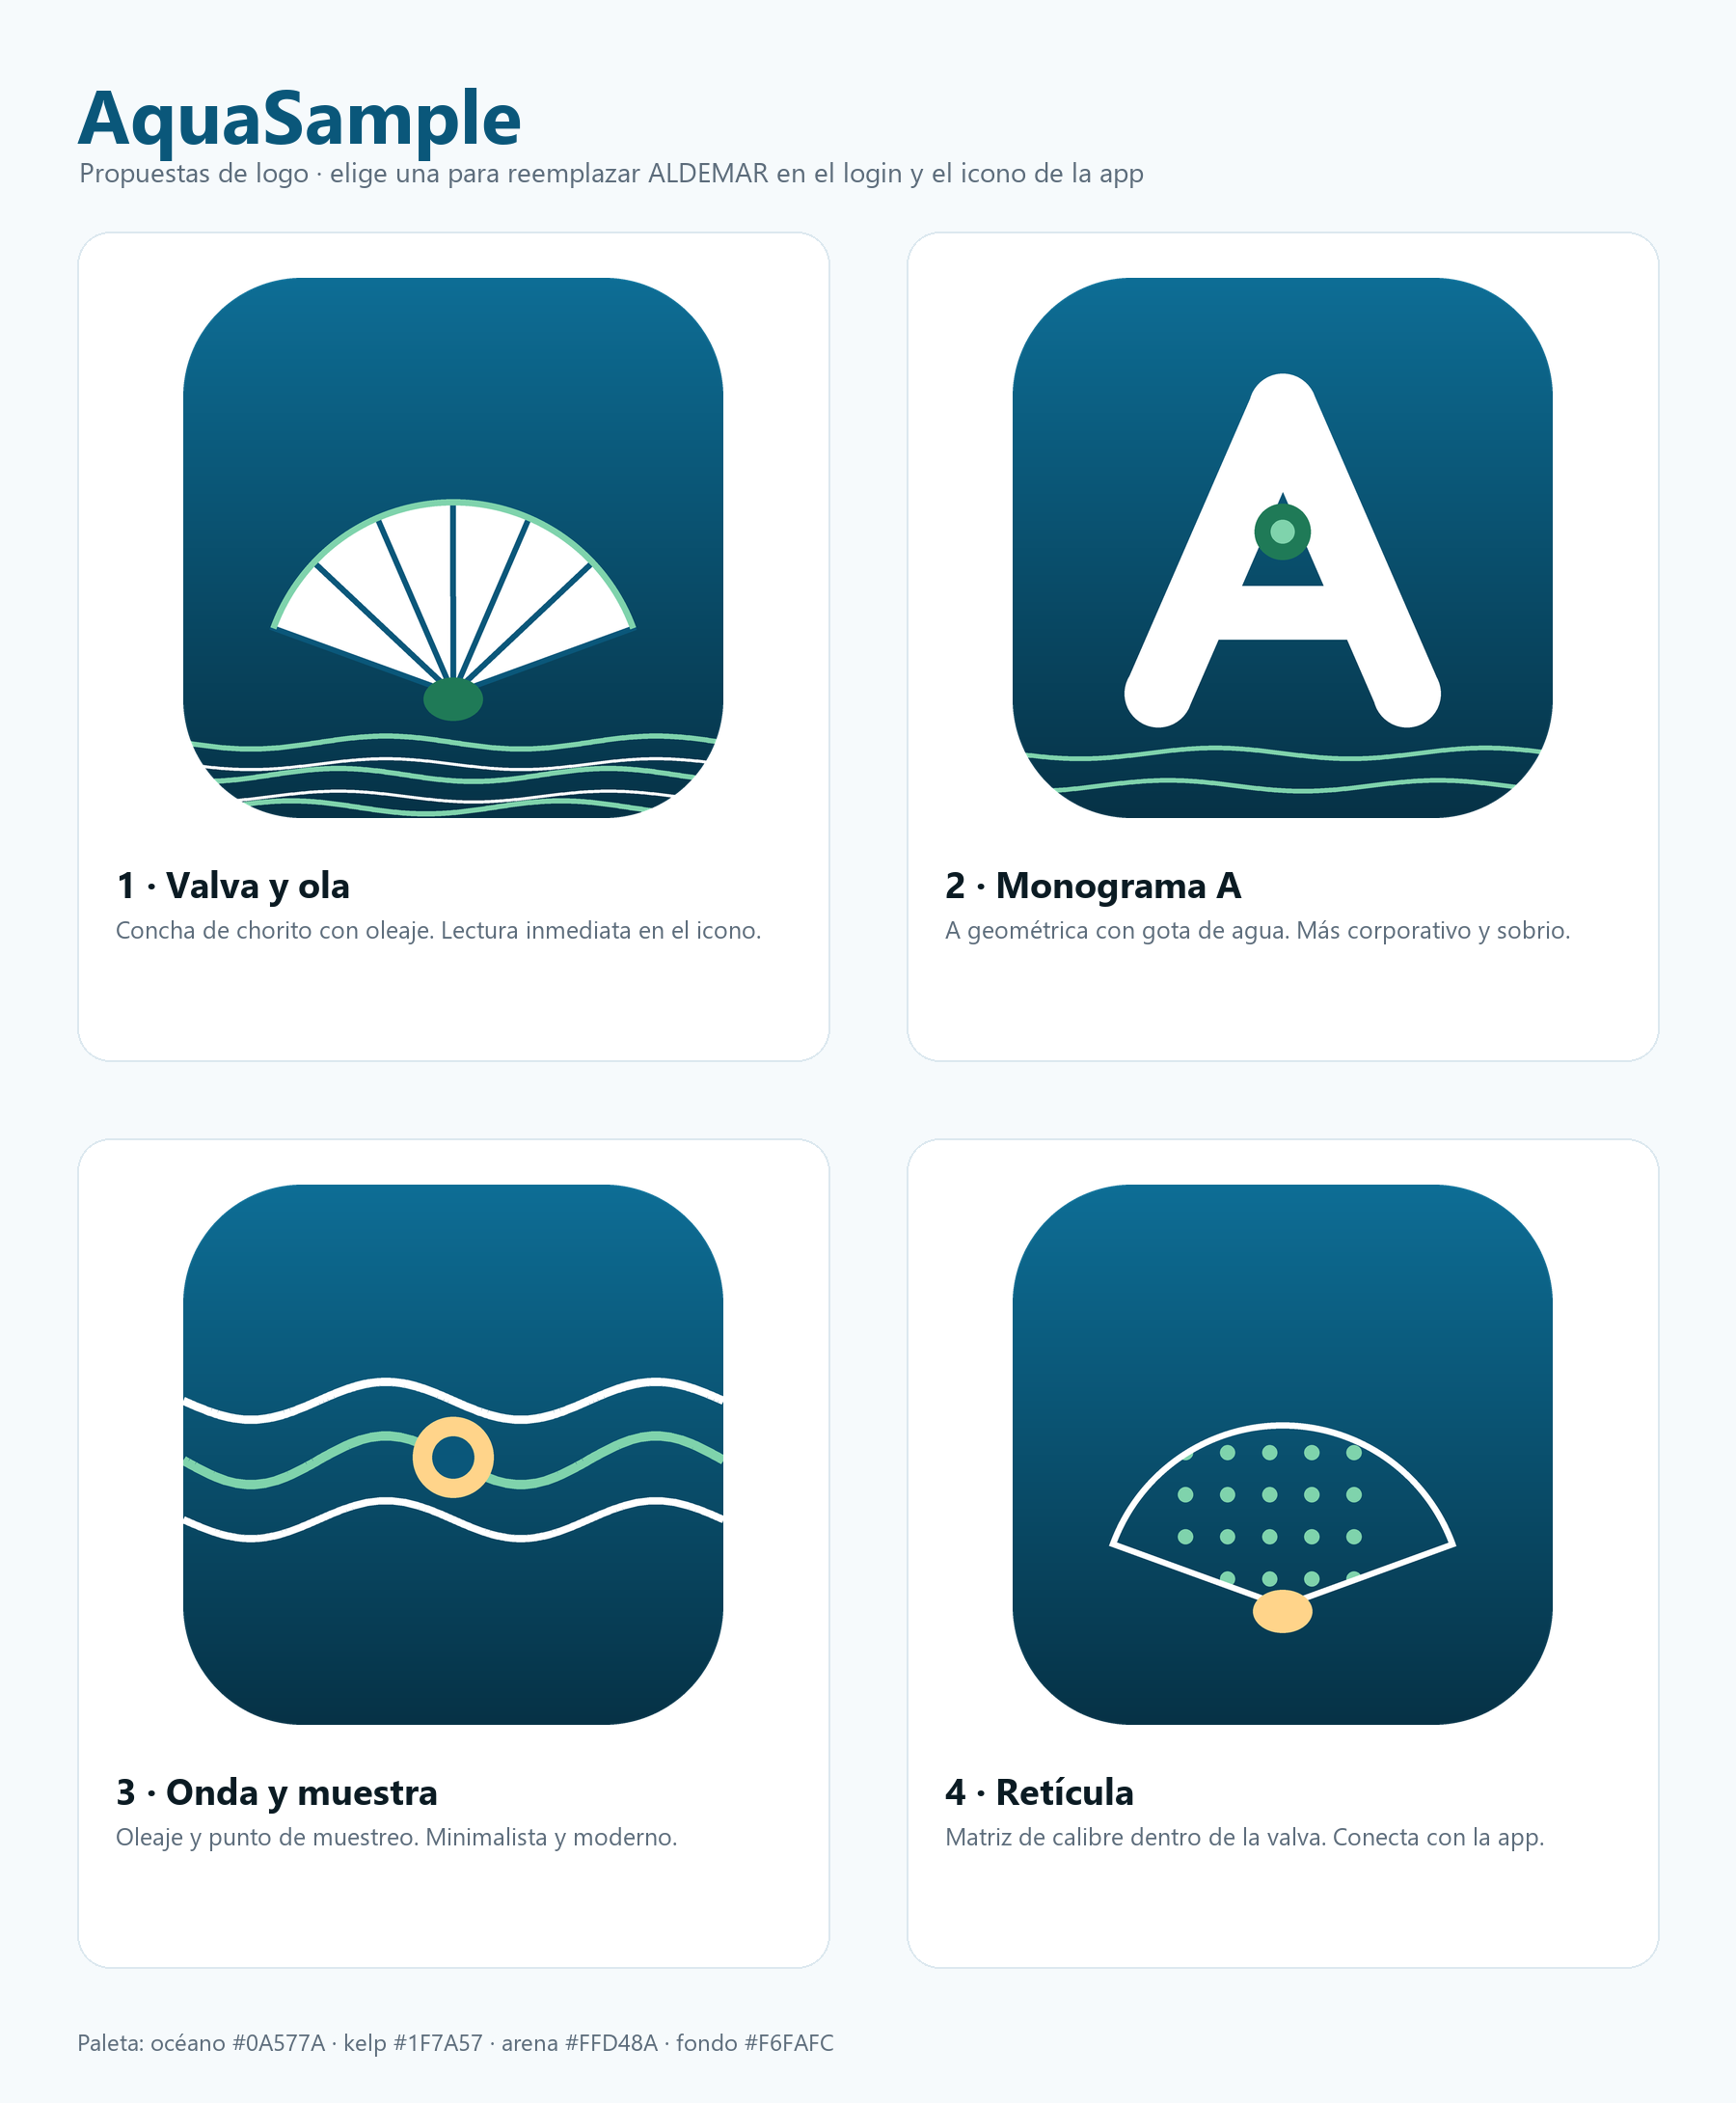 AquaSample
Propuestas de logo · elige una para reemplazar ALDEMAR en el login y el icono de la app
A
1 · Valva y ola
Concha de chorito con oleaje. Lectura inmediata en el icono.
2 · Monograma A
A geométrica con gota de agua. Más corporativo y sobrio.
3 · Onda y muestra
Oleaje y punto de muestreo. Minimalista y moderno.
4 · Retícula
Matriz de calibre dentro de la valva. Conecta con la app.
Paleta: océano #0A577A · kelp #1F7A57 · arena #FFD48A · fondo #F6FAFC